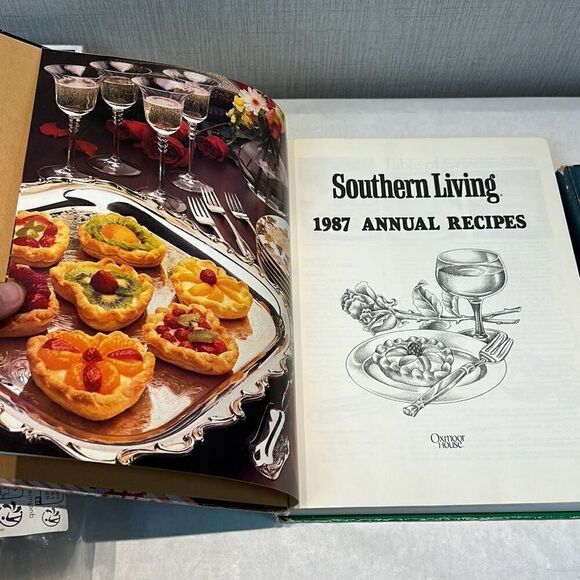 Southern Living
1987 ANNUAL RECIPES
Oxmoor
House